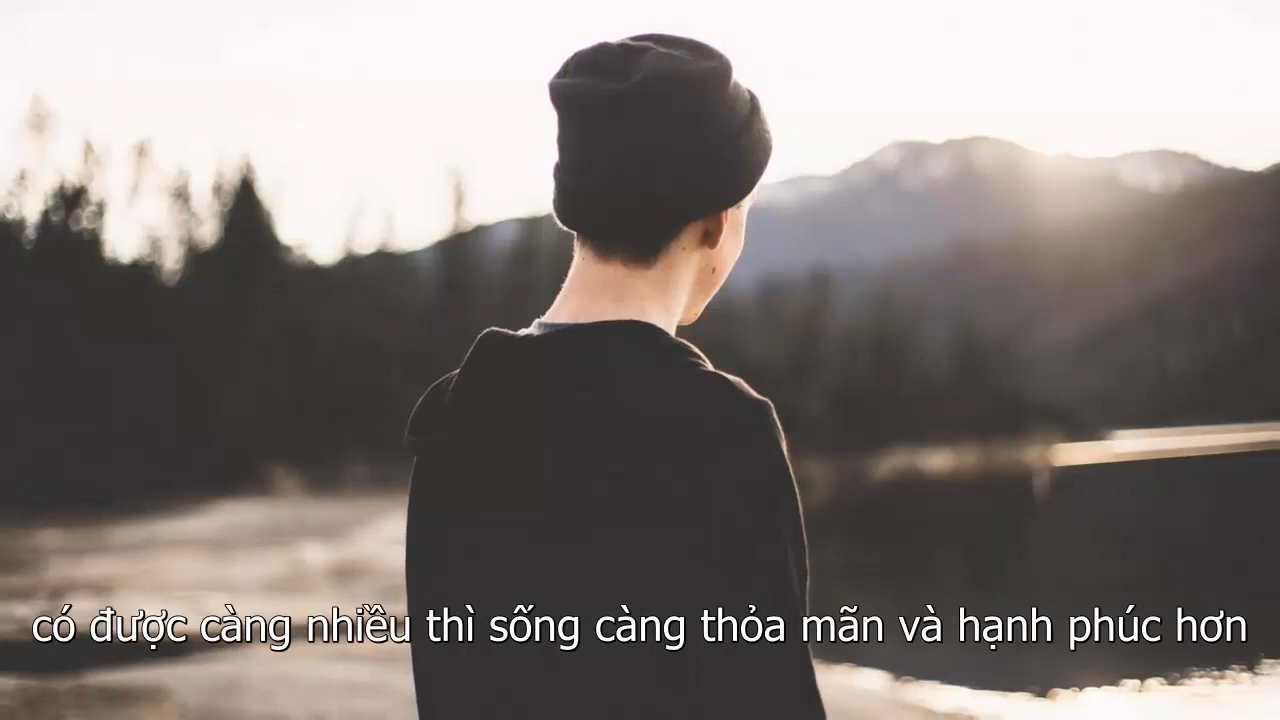 có được càng nhiều thì sống càng thỏa mãn và hạnh phúc hơn